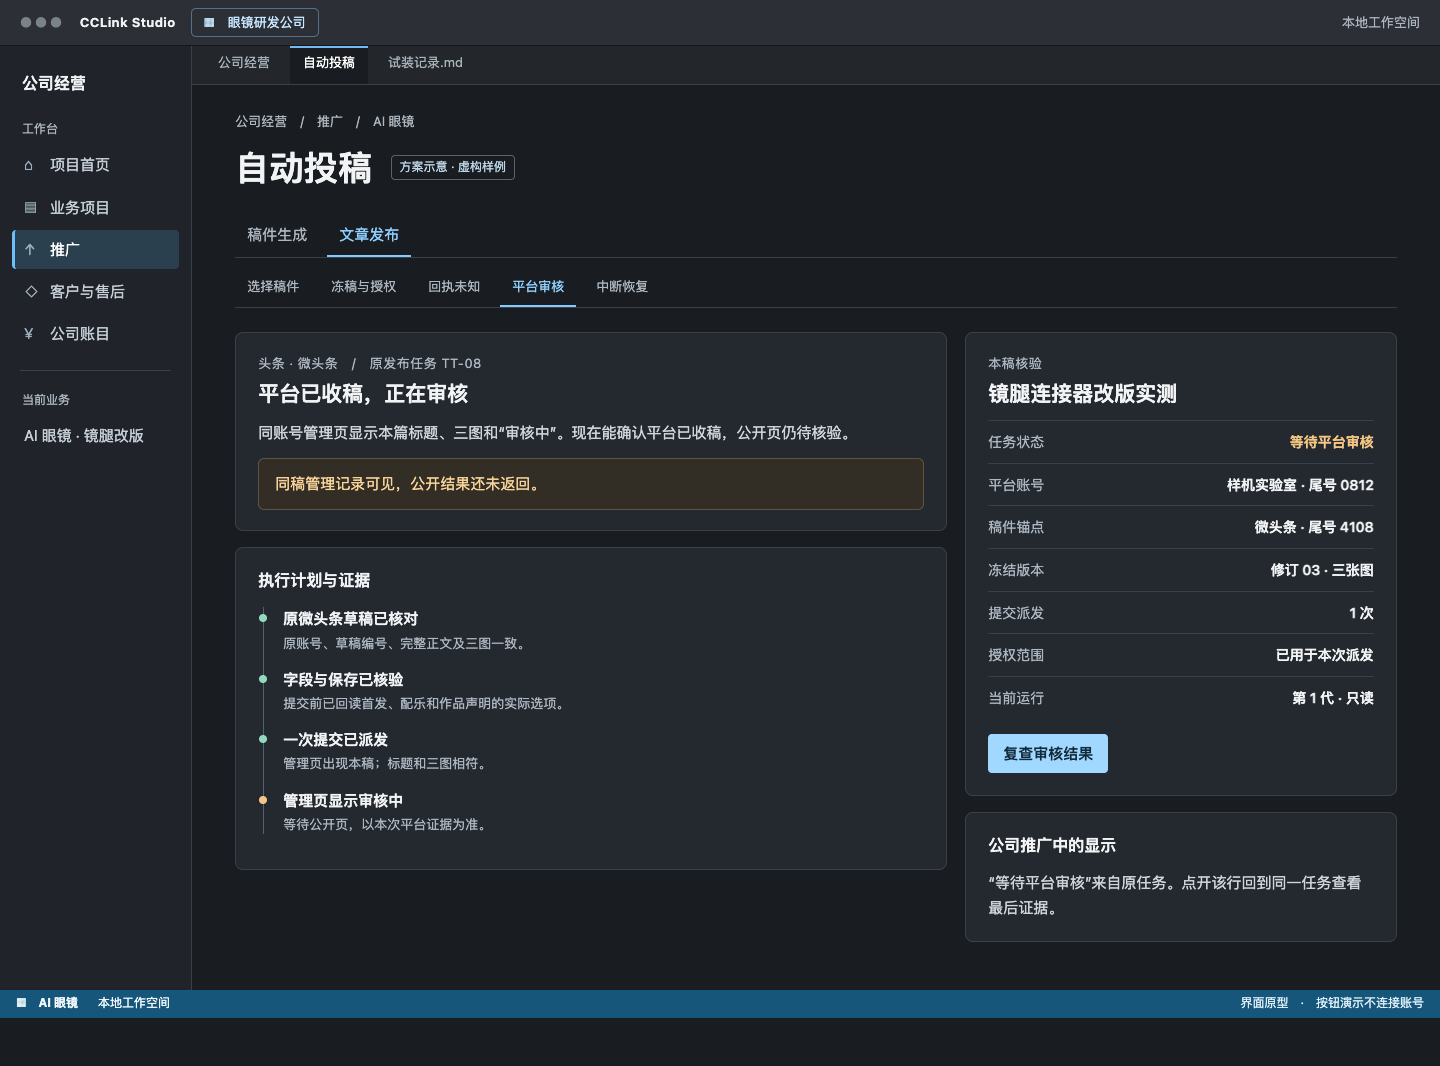 CCLink Studio
眼镜研发公司
本地工作空间
公司经营
工作台
项目首页
业务项目
推广
客户与售后
¥ 公司账目
当前业务
AI 眼镜 · 镜腿改版
公司经营
自动投稿
试装记录.md
公司经营 / 推广 / AI 眼镜
自动投稿
方案示意 · 虚构样例
稿件生成
文章发布
选择稿件
冻稿与授权
回执未知
平台审核
中断恢复
头条 · 微头条 / 原发布任务 TT-08
平台已收稿，正在审核
同账号管理页显示本篇标题、三图和“审核中”。现在能确认平台已收稿，公开页仍待核验。
同稿管理记录可见，公开结果还未返回。
执行计划与证据
原微头条草稿已核对
原账号、草稿编号、完整正文及三图一致。
字段与保存已核验
提交前已回读首发、配乐和作品声明的实际选项。
一次提交已派发
管理页出现本稿；标题和三图相符。
管理页显示审核中
等待公开页，以本次平台证据为准。
本稿核验
镜腿连接器改版实测
任务状态 等待平台审核
平台账号 样机实验室 · 尾号 0812
稿件锚点 微头条 · 尾号 4108
冻结版本 修订 03 · 三张图
提交派发 1 次
授权范围 已用于本次派发
当前运行 第 1 代 · 只读
复查审核结果
公司推广中的显示
“等待平台审核”来自原任务。点开该行回到同一任务查看
最后证据。
AI 眼镜 本地工作空间
界面原型 · 按钮演示不连接账号